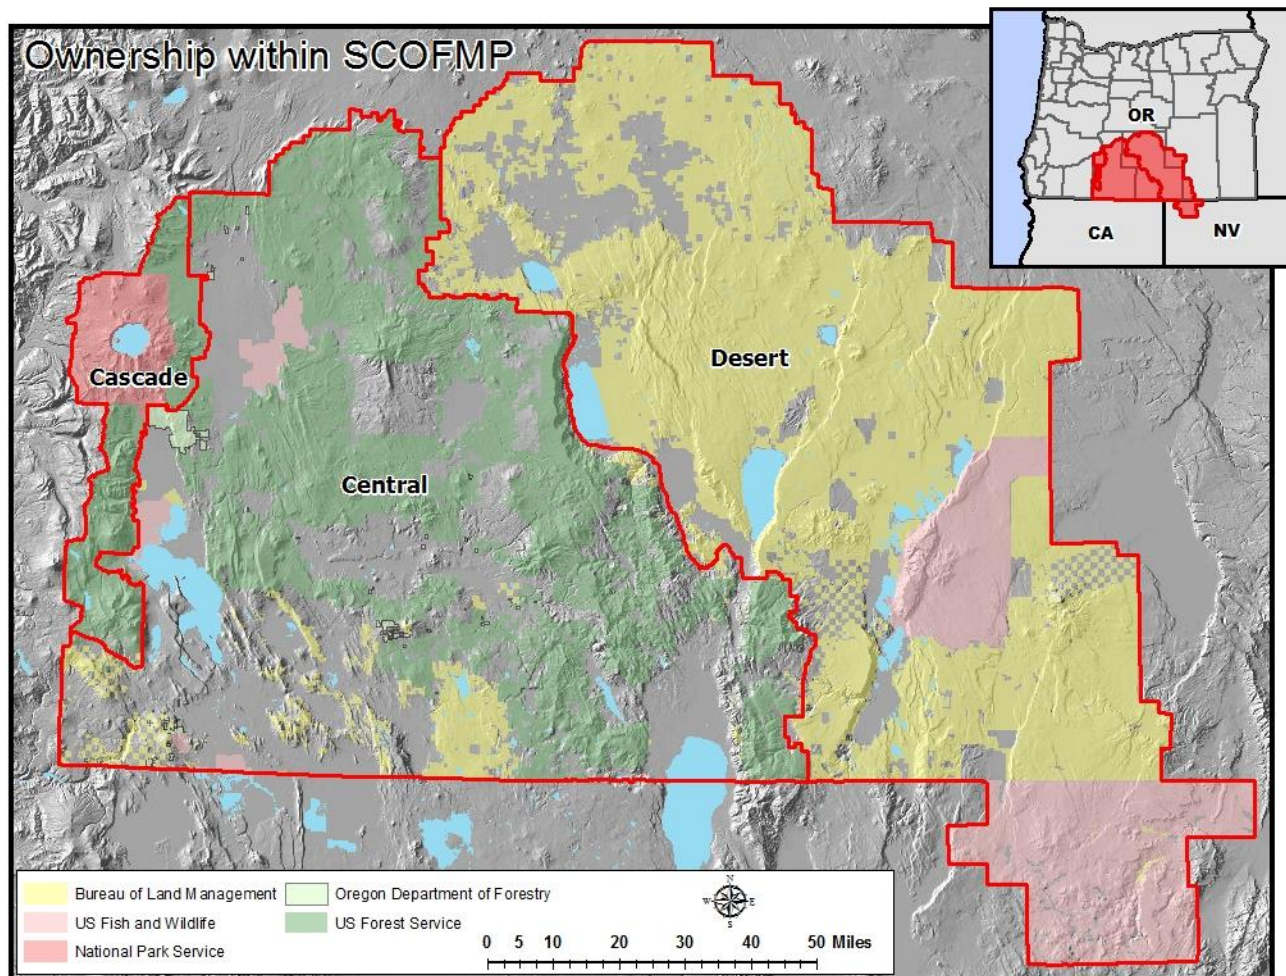 Ownership within SCOFMP
OR
CA
NV
Desert
Cascade
Central
Bureau of Land Management
Oregon Department of Forestry
US Fish and Wildlife
US Forest Service
National Park Service
N
W E
S
0 5 10 20 30 40 50 Miles